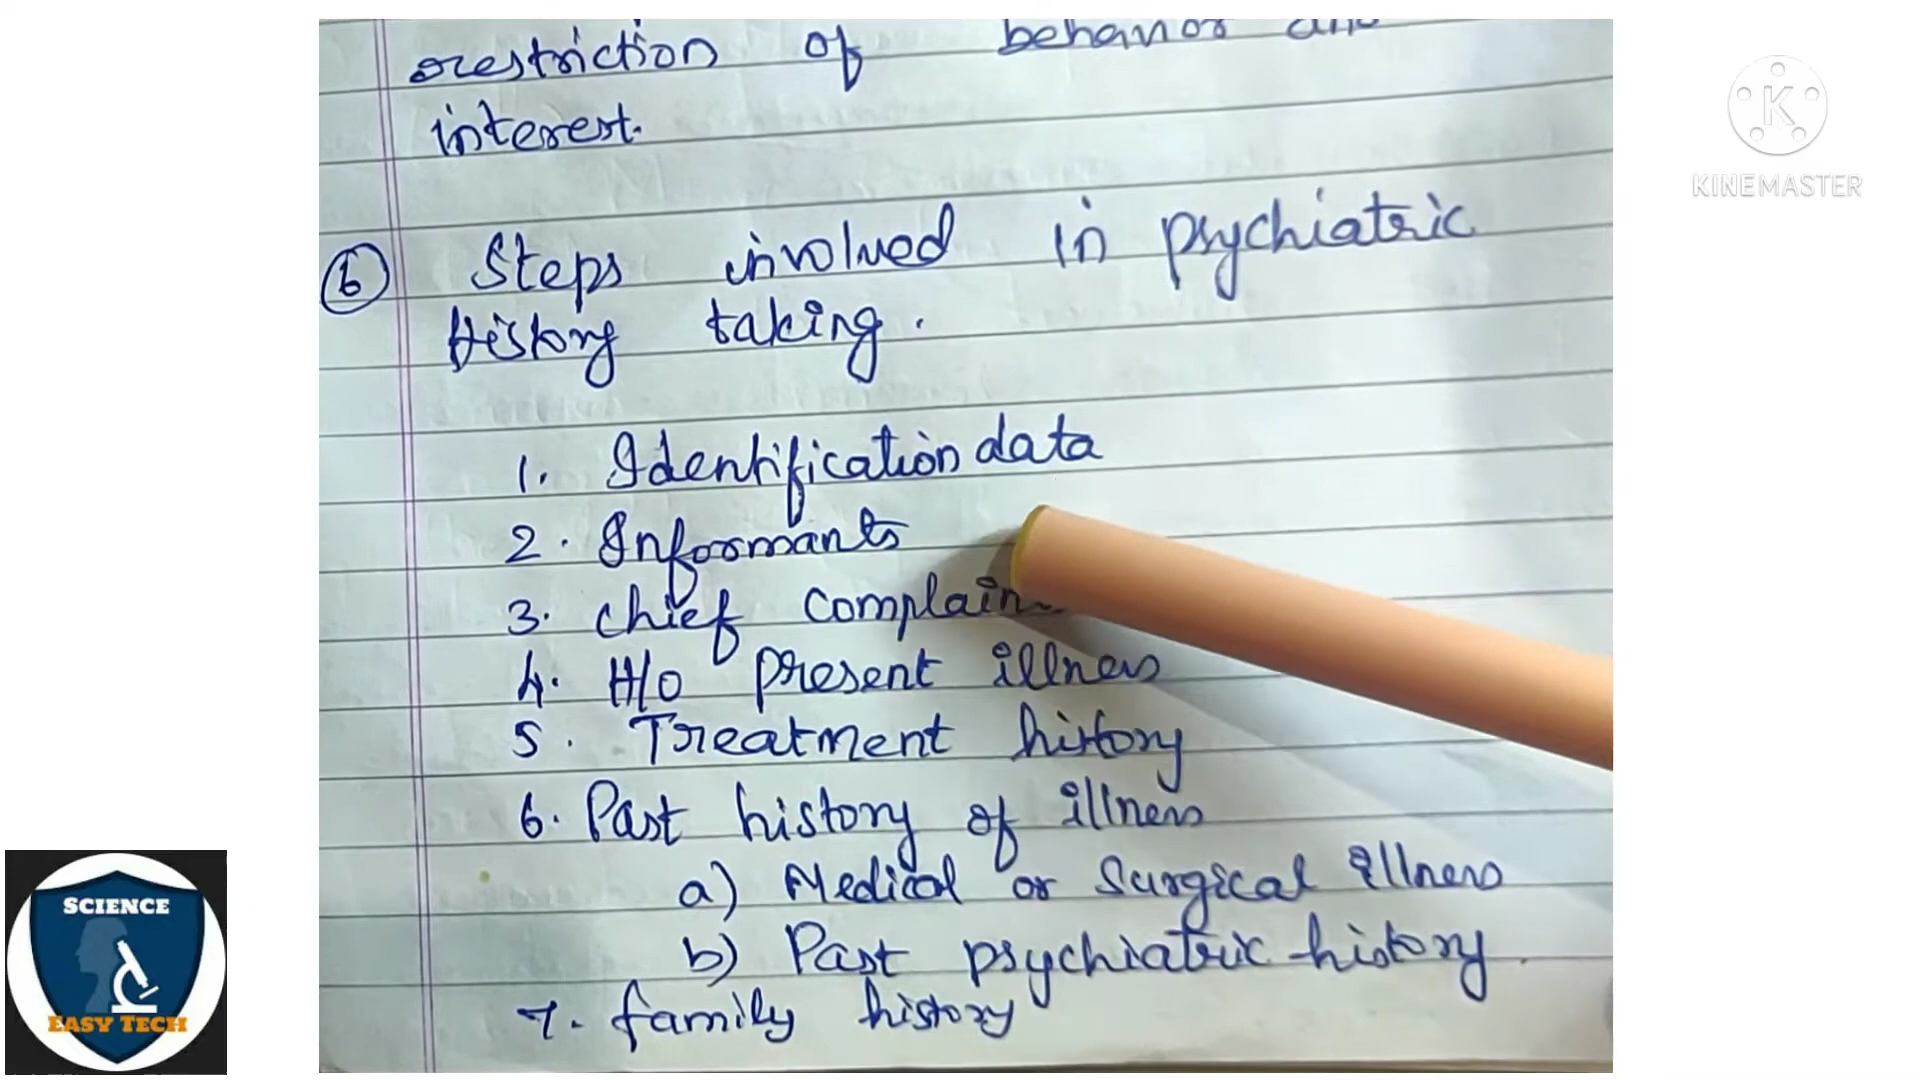 restriction of behavior and
interest.
6 Steps involved in psychiatric
History taking.
1. Identification data
2. Informants
3. chief
4. H/o present illness
5. Treatment history
6. Past history of illness
a) Medical or Surgical illness
b) Past psychiatric history.
7. family history
KINEMASTER
SCIENCE
EASY TECH